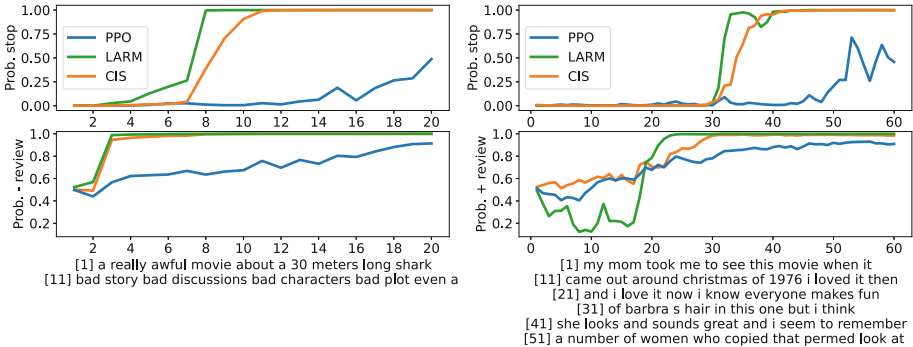 Prob. stop
1.00
0.75
0.50
0.25
0.00
PPO
LARM
CIS
2 4 6 8 10 12 14 16 18 20
Prob. - review
1.0
0.8
0.6
0.4
0.2
2 4 6 8 10 12 14 16 18 20
[1] a really awful movie about a 30 meters long shark
[11] bad story bad discussions bad characters bad plot even a
Prob. stop
1.00
0.75
0.50
0.25
0.00
PPO
LARM
CIS
0 10 20 30 40 50 60
Prob. + review
1.0
0.8
0.6
0.4
0.2
0 10 20 30 40 50 60
[1] my mom took me to see this movie when it
[11] came out around christmas of 1976 i loved it then
[21] and i love it now i know everyone makes fun
[31] of barbra s hair in this one but i think
[41] she looks and sounds great and i seem to remember
[51] a number of women who copied that permed look at